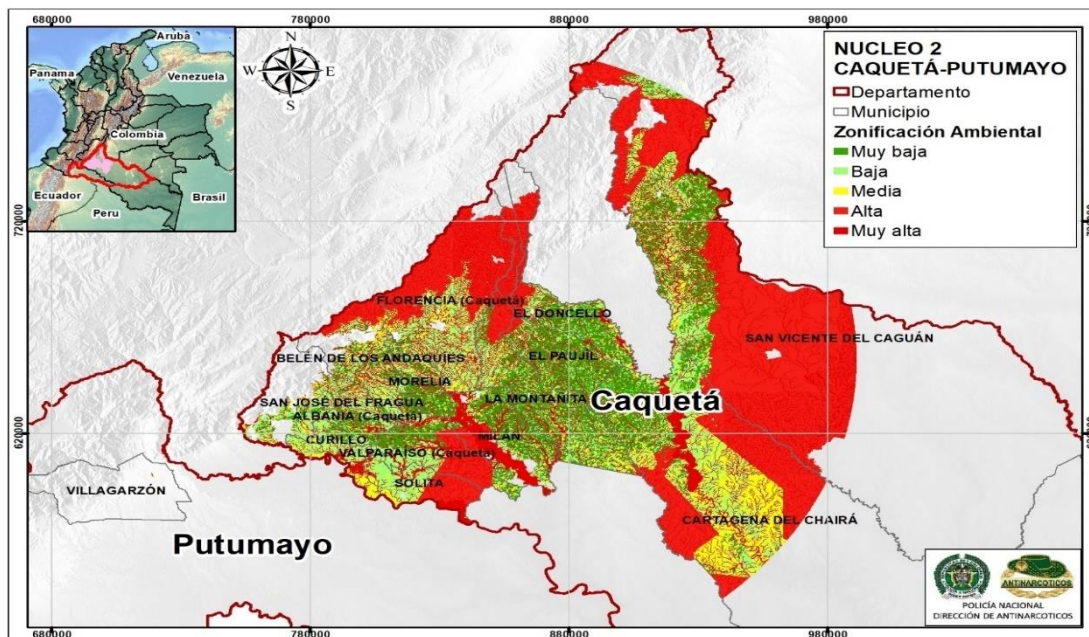 680000
780000
880000
980000
Aruba
Panama
Venezuela
Colombia
Ecuador
Brasil
Peru
N
W
E
S
NUCLEO 2
CAQUETÁ-PUTUMAYO
Departamento
Municipio
Zonificación Ambiental
Muy baja
Baja
Media
Alta
Muy alta
720000
FLORENCIA (Caquetá)
EL DONCELLO
SAN VICENTE DEL CAGUÁN
BELÉN DE LOS ANDAQUÍES
EL PAUJÍL
MORELIA
SAN JOSÉ DEL FRAGUA
LA MONTAÑITA
Caquetá
ALBANIA (Caquetá)
620000
CURILLO
MILÁN
VALPARAÍSO (Caquetá)
SOLITA
VILLAGARZÓN
CARTAGENA DEL CHAIRÁ
Putumayo
ANTINARCOTICOS
POLICÍA NACIONAL
DIRECCIÓN DE ANTINARCOTICOS
680000
780000
880000
980000